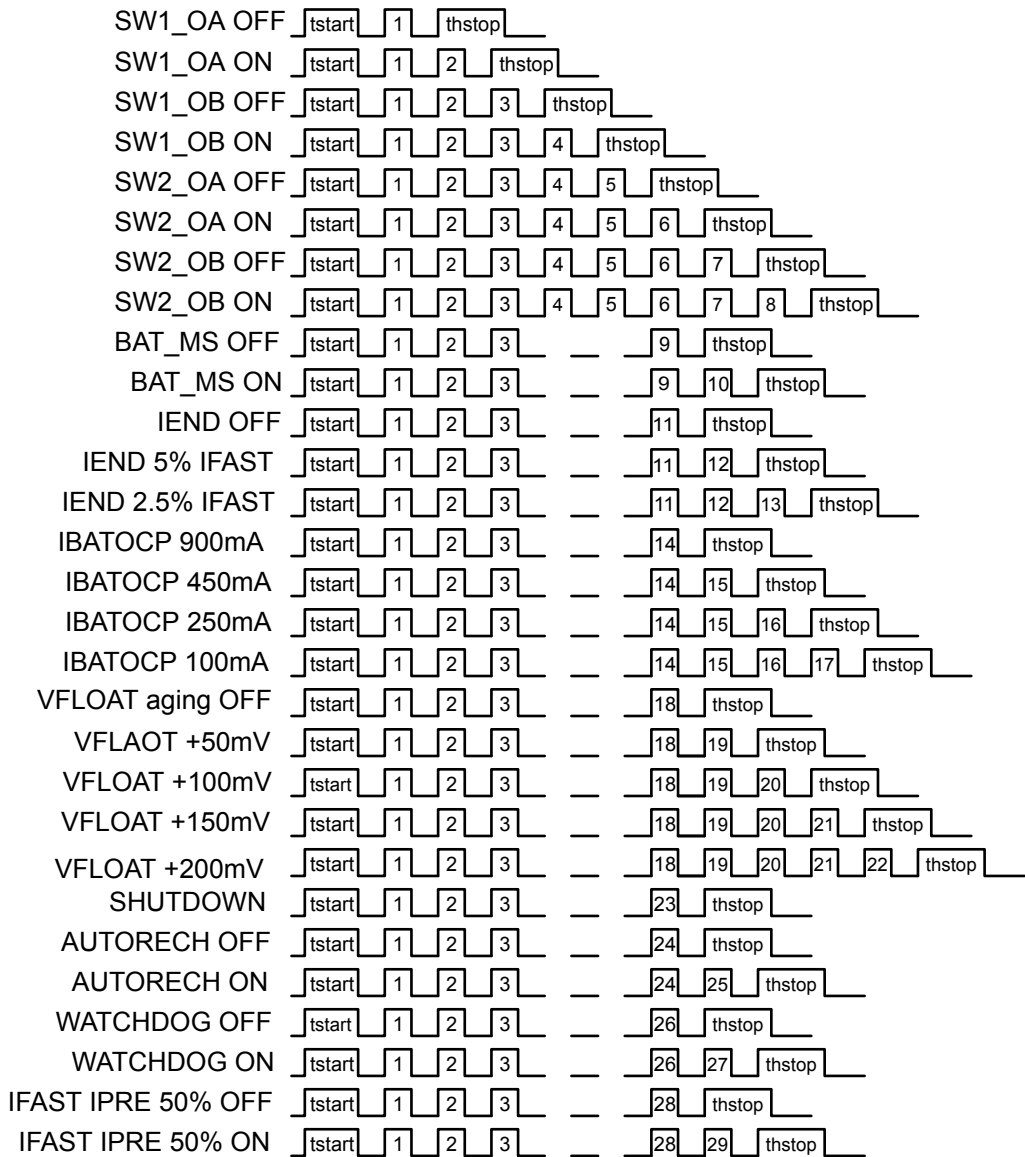 SW1_OA OFF tstart 1 thstop
SW1_OA ON tstart 1 2 thstop
SW1_OB OFF tstart 1 2 3 thstop
SW1_OB ON tstart 1 2 3 4 thstop
SW2_OA OFF tstart 1 2 3 4 5 thstop
SW2_OA ON tstart 1 2 3 4 5 6 thstop
SW2_OB OFF tstart 1 2 3 4 5 6 7 thstop
SW2_OB ON tstart 1 2 3 4 5 6 7 8 thstop
BAT_MS OFF tstart 1 2 3 9 thstop
BAT_MS ON tstart 1 2 3 9 10 thstop
IEND OFF tstart 1 2 3 11 thstop
IEND 5% IFAST tstart 1 2 3 11 12 thstop
IEND 2.5% IFAST tstart 1 2 3 11 12 13 thstop
IBATOCP 900mA tstart 1 2 3 14 thstop
IBATOCP 450mA tstart 1 2 3 14 15 thstop
IBATOCP 250mA tstart 1 2 3 14 15 16 thstop
IBATOCP 100mA tstart 1 2 3 14 15 16 17 thstop
VFLOAT aging OFF tstart 1 2 3 18 thstop
VFLAOT +50mV tstart 1 2 3 18 19 thstop
VFLOAT +100mV tstart 1 2 3 18 19 20 thstop
VFLOAT +150mV tstart 1 2 3 18 19 20 21 thstop
VFLOAT +200mV tstart 1 2 3 18 19 20 21 22 thstop
SHUTDOWN tstart 1 2 3 23 thstop
AUTORECH OFF tstart 1 2 3 24 thstop
AUTORECH ON tstart 1 2 3 24 25 thstop
WATCHDOG OFF tstart 1 2 3 26 thstop
WATCHDOG ON tstart 1 2 3 26 27 thstop
IFAST IPRE 50% OFF tstart 1 2 3 28 thstop
IFAST IPRE 50% ON tstart 1 2 3 28 29 thstop